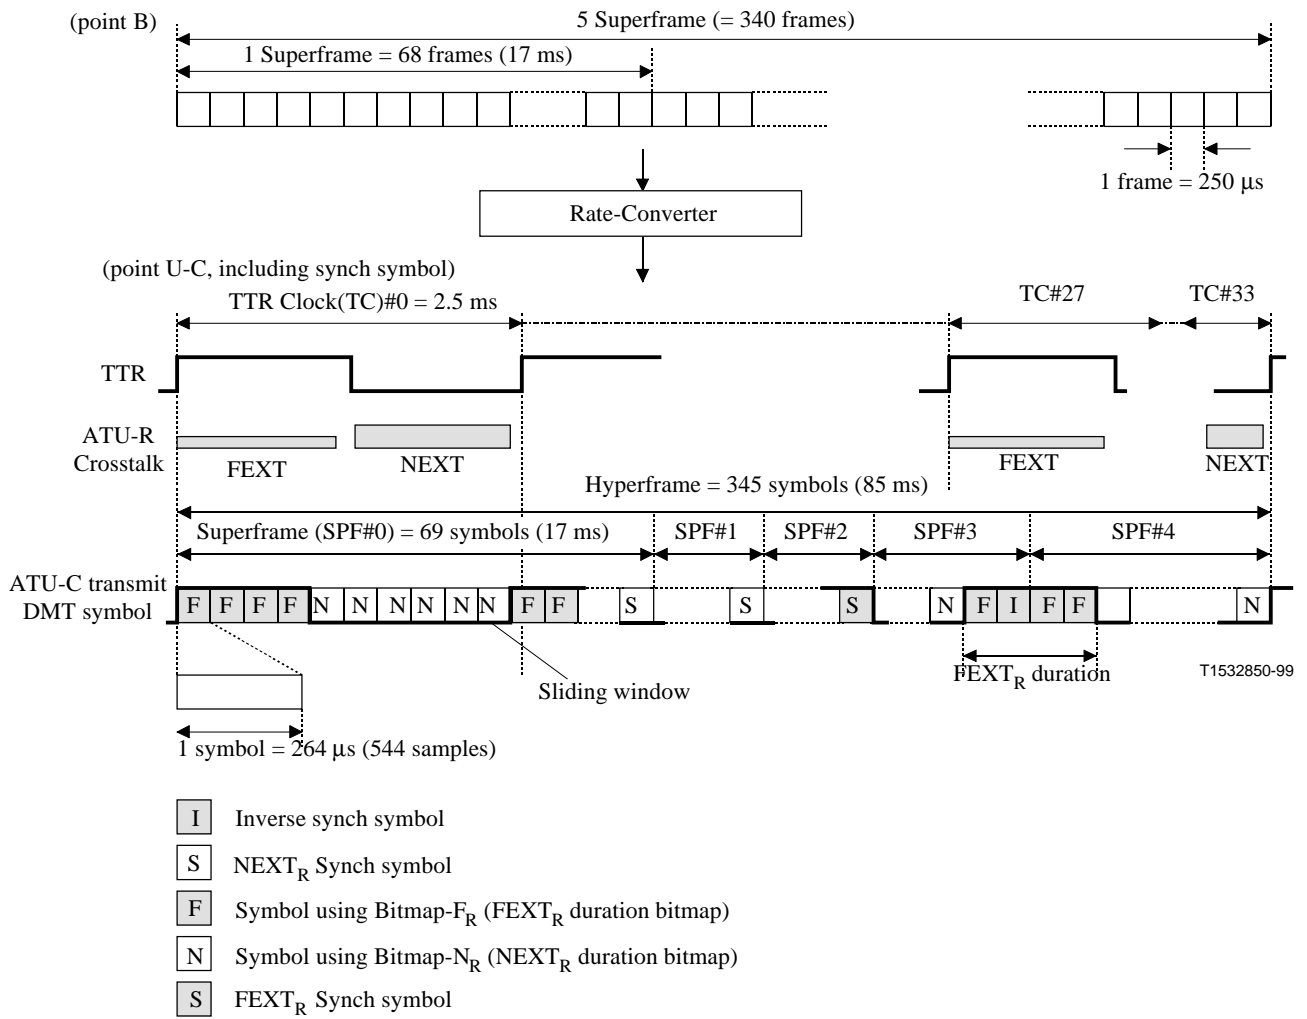 (point B)
5 Superframe (= 340 frames)
1 Superframe = 68 frames (17 ms)
1 frame = 250 μs
Rate-Converter
(point U-C, including synch symbol)
TTR Clock(TC)#0 = 2.5 ms
TC#27
TC#33
TTR
ATU-R
Crosstalk
FEXT
NEXT
FEXT
NEXT
Hyperframe = 345 symbols (85 ms)
Superframe (SPF#0) = 69 symbols (17 ms)
SPF#1
SPF#2
SPF#3
SPF#4
ATU-C transmit
DMT symbol
F F F F N N N N N N F F S S S N F I F F N
FEXTR duration
T1532850-99
Sliding window
1 symbol = 264 μs (544 samples)
I Inverse synch symbol
S NEXTR Synch symbol
F Symbol using Bitmap-FR (FEXTR duration bitmap)
N Symbol using Bitmap-NR (NEXTR duration bitmap)
S FEXTR Synch symbol